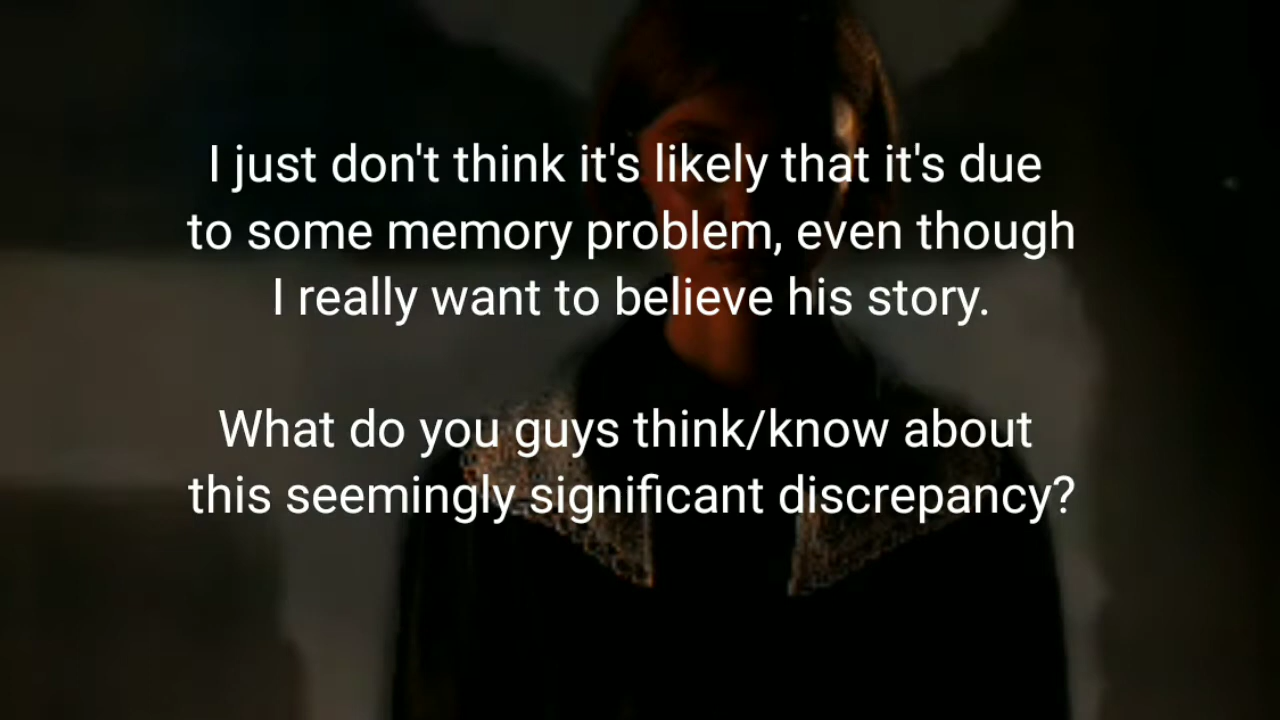 I just don't think it's likely that it's due
to some memory problem, even though
I really want to believe his story.
What do you guys think/know about
this seemingly significant discrepancy?